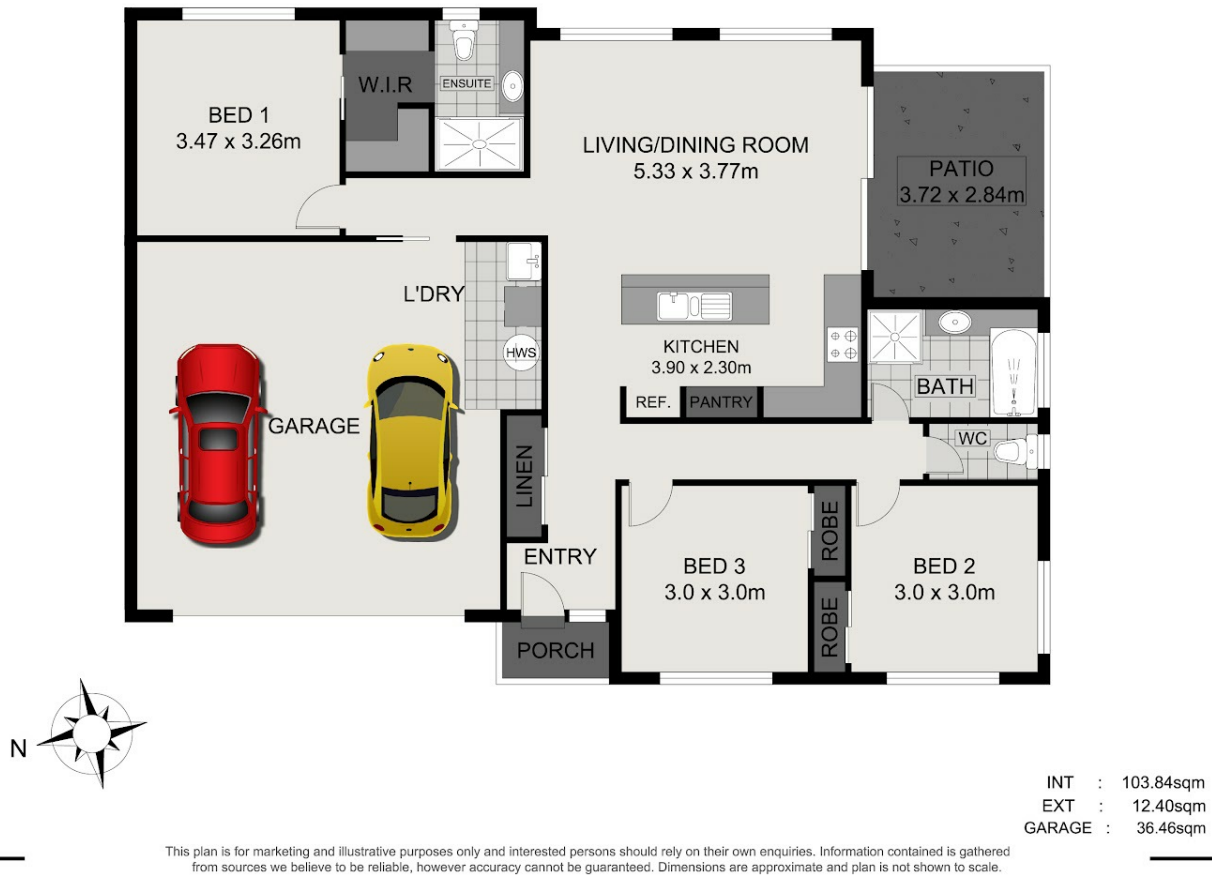 BED 1
3.47 x 3.26m
W.I.R
ENSUITE
LIVING/DINING ROOM
5.33 x 3.77m
PATIO
3.72 x 2.84m
L'DRY
HWS
KITCHEN
3.90 x 2.30m
REF.
PANTRY
BATH
WC
GARAGE
LINEN
ENTRY
PORCH
BED 3
3.0 x 3.0m
ROBE
ROBE
BED 2
3.0 x 3.0m
N
INT : 103.84sqm
EXT : 12.40sqm
GARAGE : 36.46sqm
This plan is for marketing and illustrative purposes only and interested persons should rely on their own enquiries. Information contained is gathered
from sources we believe to be reliable, however accuracy cannot be guaranteed. Dimensions are approximate and plan is not shown to scale.